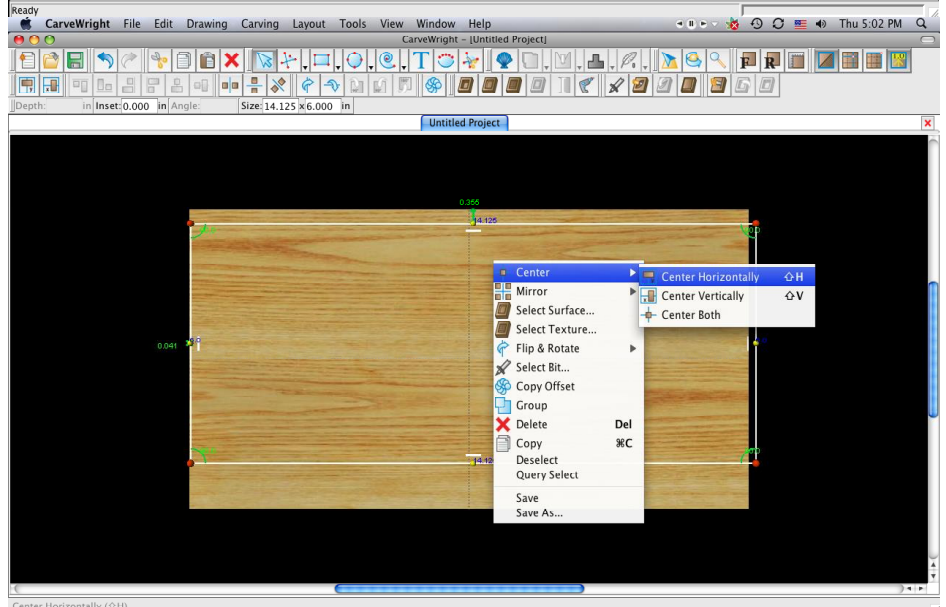 Ready
CarveWright File Edit Drawing Carving Layout Tools View Window Help Thu 5:02 PM
CarveWright - [Untitled Project]
Depth: in Inset: 0.000 in Angle: Size: 14.125 x 6.000 in
Untitled Project
0.355
14.125
Center
Center Horizontally ⇧H
Mirror
Center Vertically ⇧V
Select Surface...
Center Both
Select Texture...
0.041
Flip & Rotate
Select Bit...
Copy Offset
Group
Delete Del
Copy ⌘C
Deselect
Query Select
Save
Save As...
Center Horizontally (⇧H)